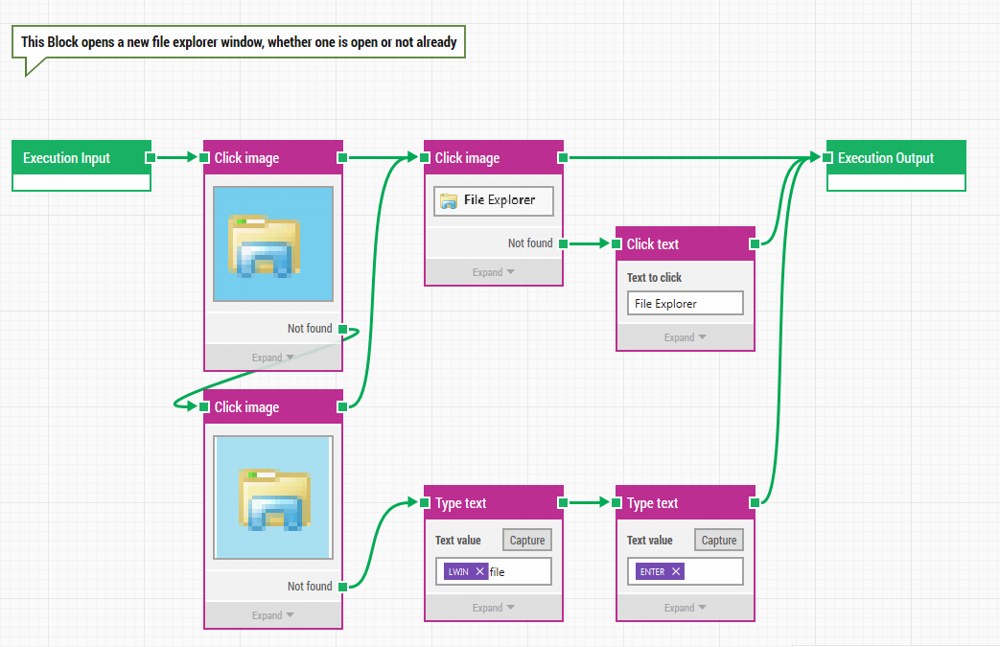 This Block opens a new file explorer window, whether one is open or not already
Execution Input
Click image
Not found
Expand
Click image
Not found
Expand
Click image
File Explorer
Not found
Expand
Click text
Text to click
File Explorer
Expand
Type text
Text value Capture
LWIN file
Expand
Type text
Text value Capture
ENTER
Expand
Execution Output